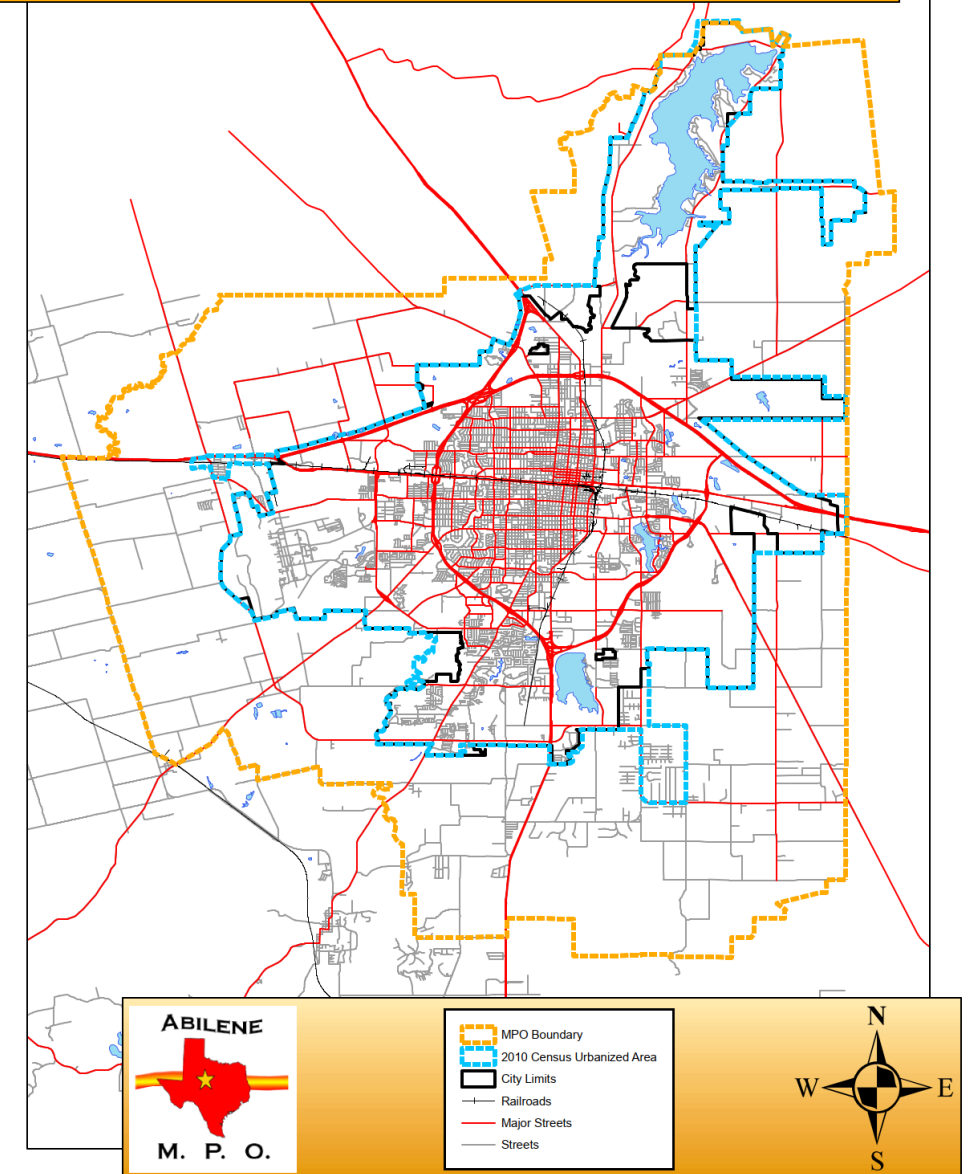 ABILENE
M. P. O.
MPO Boundary
2010 Census Urbanized Area
City Limits
Railroads
Major Streets
Streets
N
W
E
S